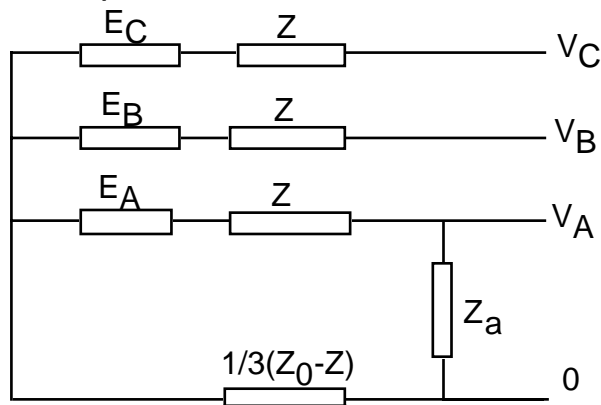 E_C Z V_C
E_B Z V_B
E_A Z V_A
Z_a
1/3(Z_0-Z) 0